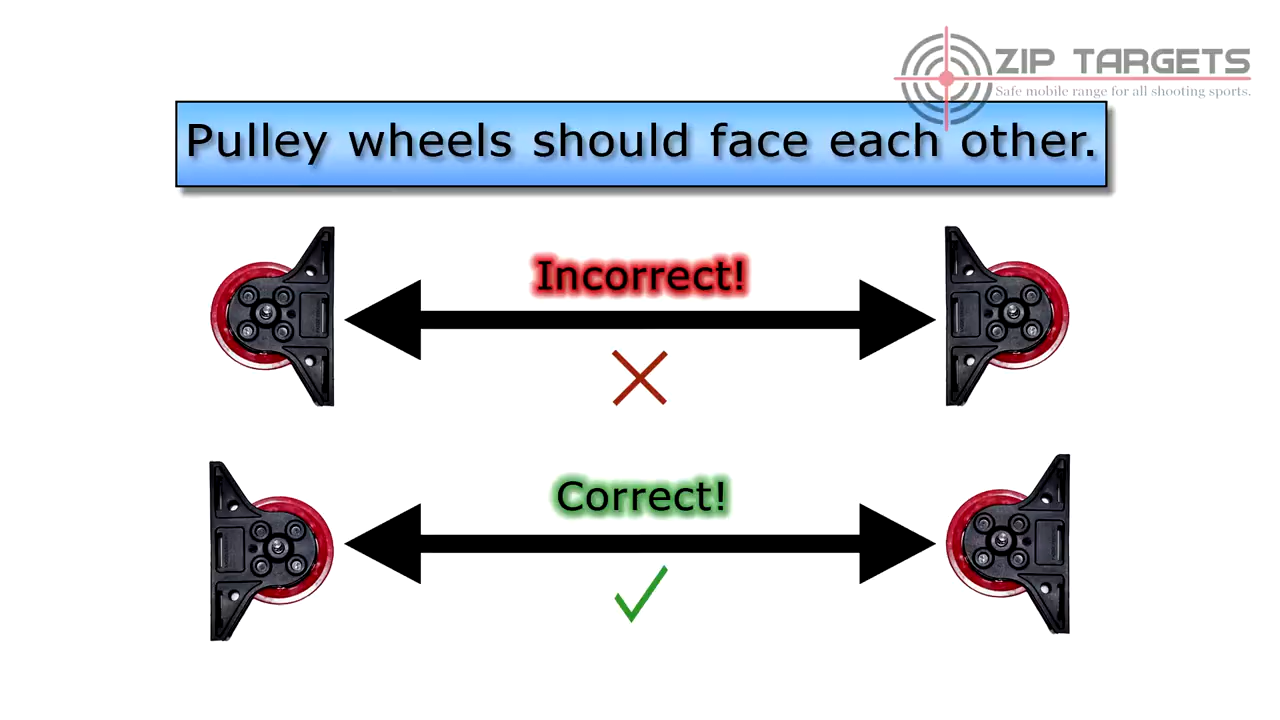 ZIP TARGETS
Safe mobile range for all shooting sports.
Pulley wheels should face each other.
Incorrect!
Correct!